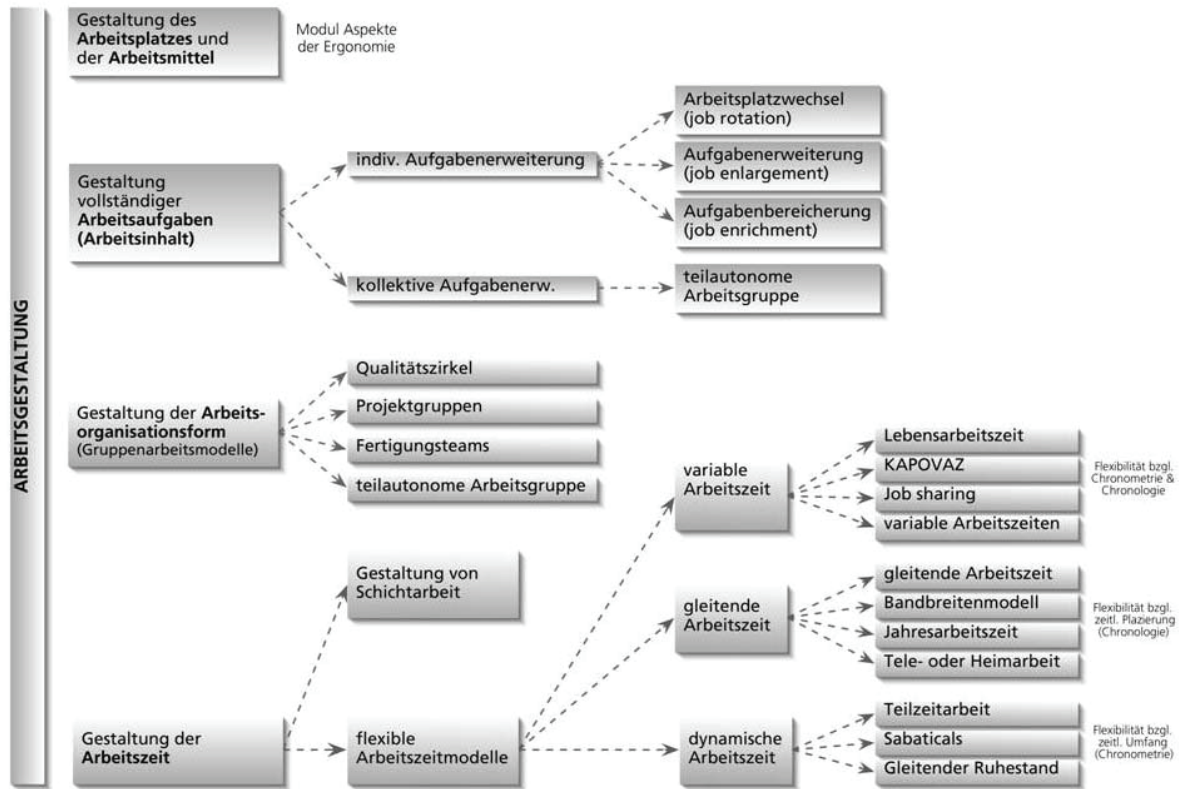 ARBEITSGESTALTUNG
Gestaltung des
Arbeitsplatzes und
der Arbeitsmittel
Modul Aspekte
der Ergonomie
Gestaltung
vollständiger
Arbeitsaufgaben
(Arbeitsinhalt)
indiv. Aufgabenerweiterung
Arbeitsplatzwechsel
(job rotation)
Aufgabenerweiterung
(job enlargement)
Aufgabenbereicherung
(job enrichment)
kollektive Aufgabenerw.
teilautonome
Arbeitsgruppe
Gestaltung der Arbeits-
organisationsform
(Gruppenarbeitsmodelle)
Qualitätszirkel
Projektgruppen
Fertigungsteams
teilautonome Arbeitsgruppe
Gestaltung der
Arbeitszeit
Gestaltung von
Schichtarbeit
flexible
Arbeitszeitmodelle
variable
Arbeitszeit
Lebensarbeitszeit
KAPOVAZ
Job sharing
variable Arbeitszeiten
Flexibilität bzgl.
Chronometrie &
Chronologie
gleitende
Arbeitszeit
gleitende Arbeitszeit
Bandbreitenmodell
Jahresarbeitszeit
Tele- oder Heimarbeit
Flexibilität bzgl.
zeitl. Plazierung
(Chronologie)
dynamische
Arbeitszeit
Teilzeitarbeit
Sabaticals
Gleitender Ruhestand
Flexibilität bzgl.
zeitl. Umfang
(Chronometrie)